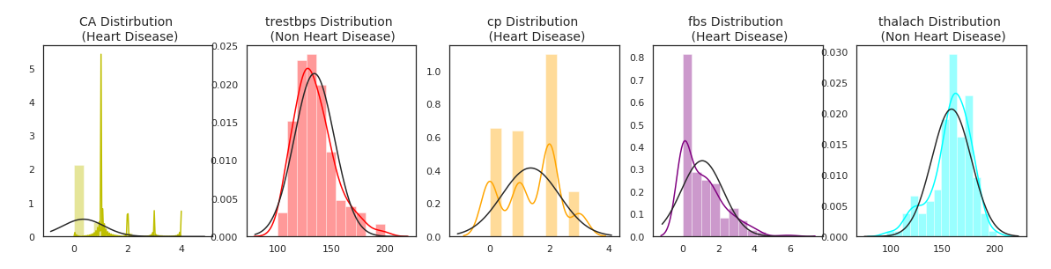 CA Distirbution
(Heart Disease)
trestbps Distribution
(Non Heart Disease)
cp Distribution
(Heart Disease)
fbs Distribution
(Heart Disease)
thalach Distribution
(Non Heart Disease)
5
4
3
2
1
0
0 2 4
0.025
0.020
0.015
0.010
0.005
0.000
100 150 200
1.0
0.8
0.6
0.4
0.2
0.0
0 2 4
0.8
0.7
0.6
0.5
0.4
0.3
0.2
0.1
0.0
0 2 4 6
0.030
0.025
0.020
0.015
0.010
0.005
0.000
100 150 200